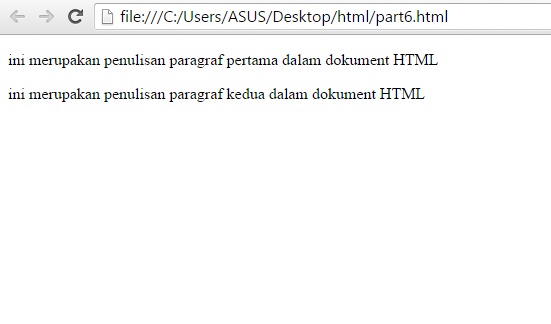 file:///C:/Users/ASUS/Desktop/html/part6.html
ini merupakan penulisan paragraf pertama dalam dokument HTML
ini merupakan penulisan paragraf kedua dalam dokument HTML